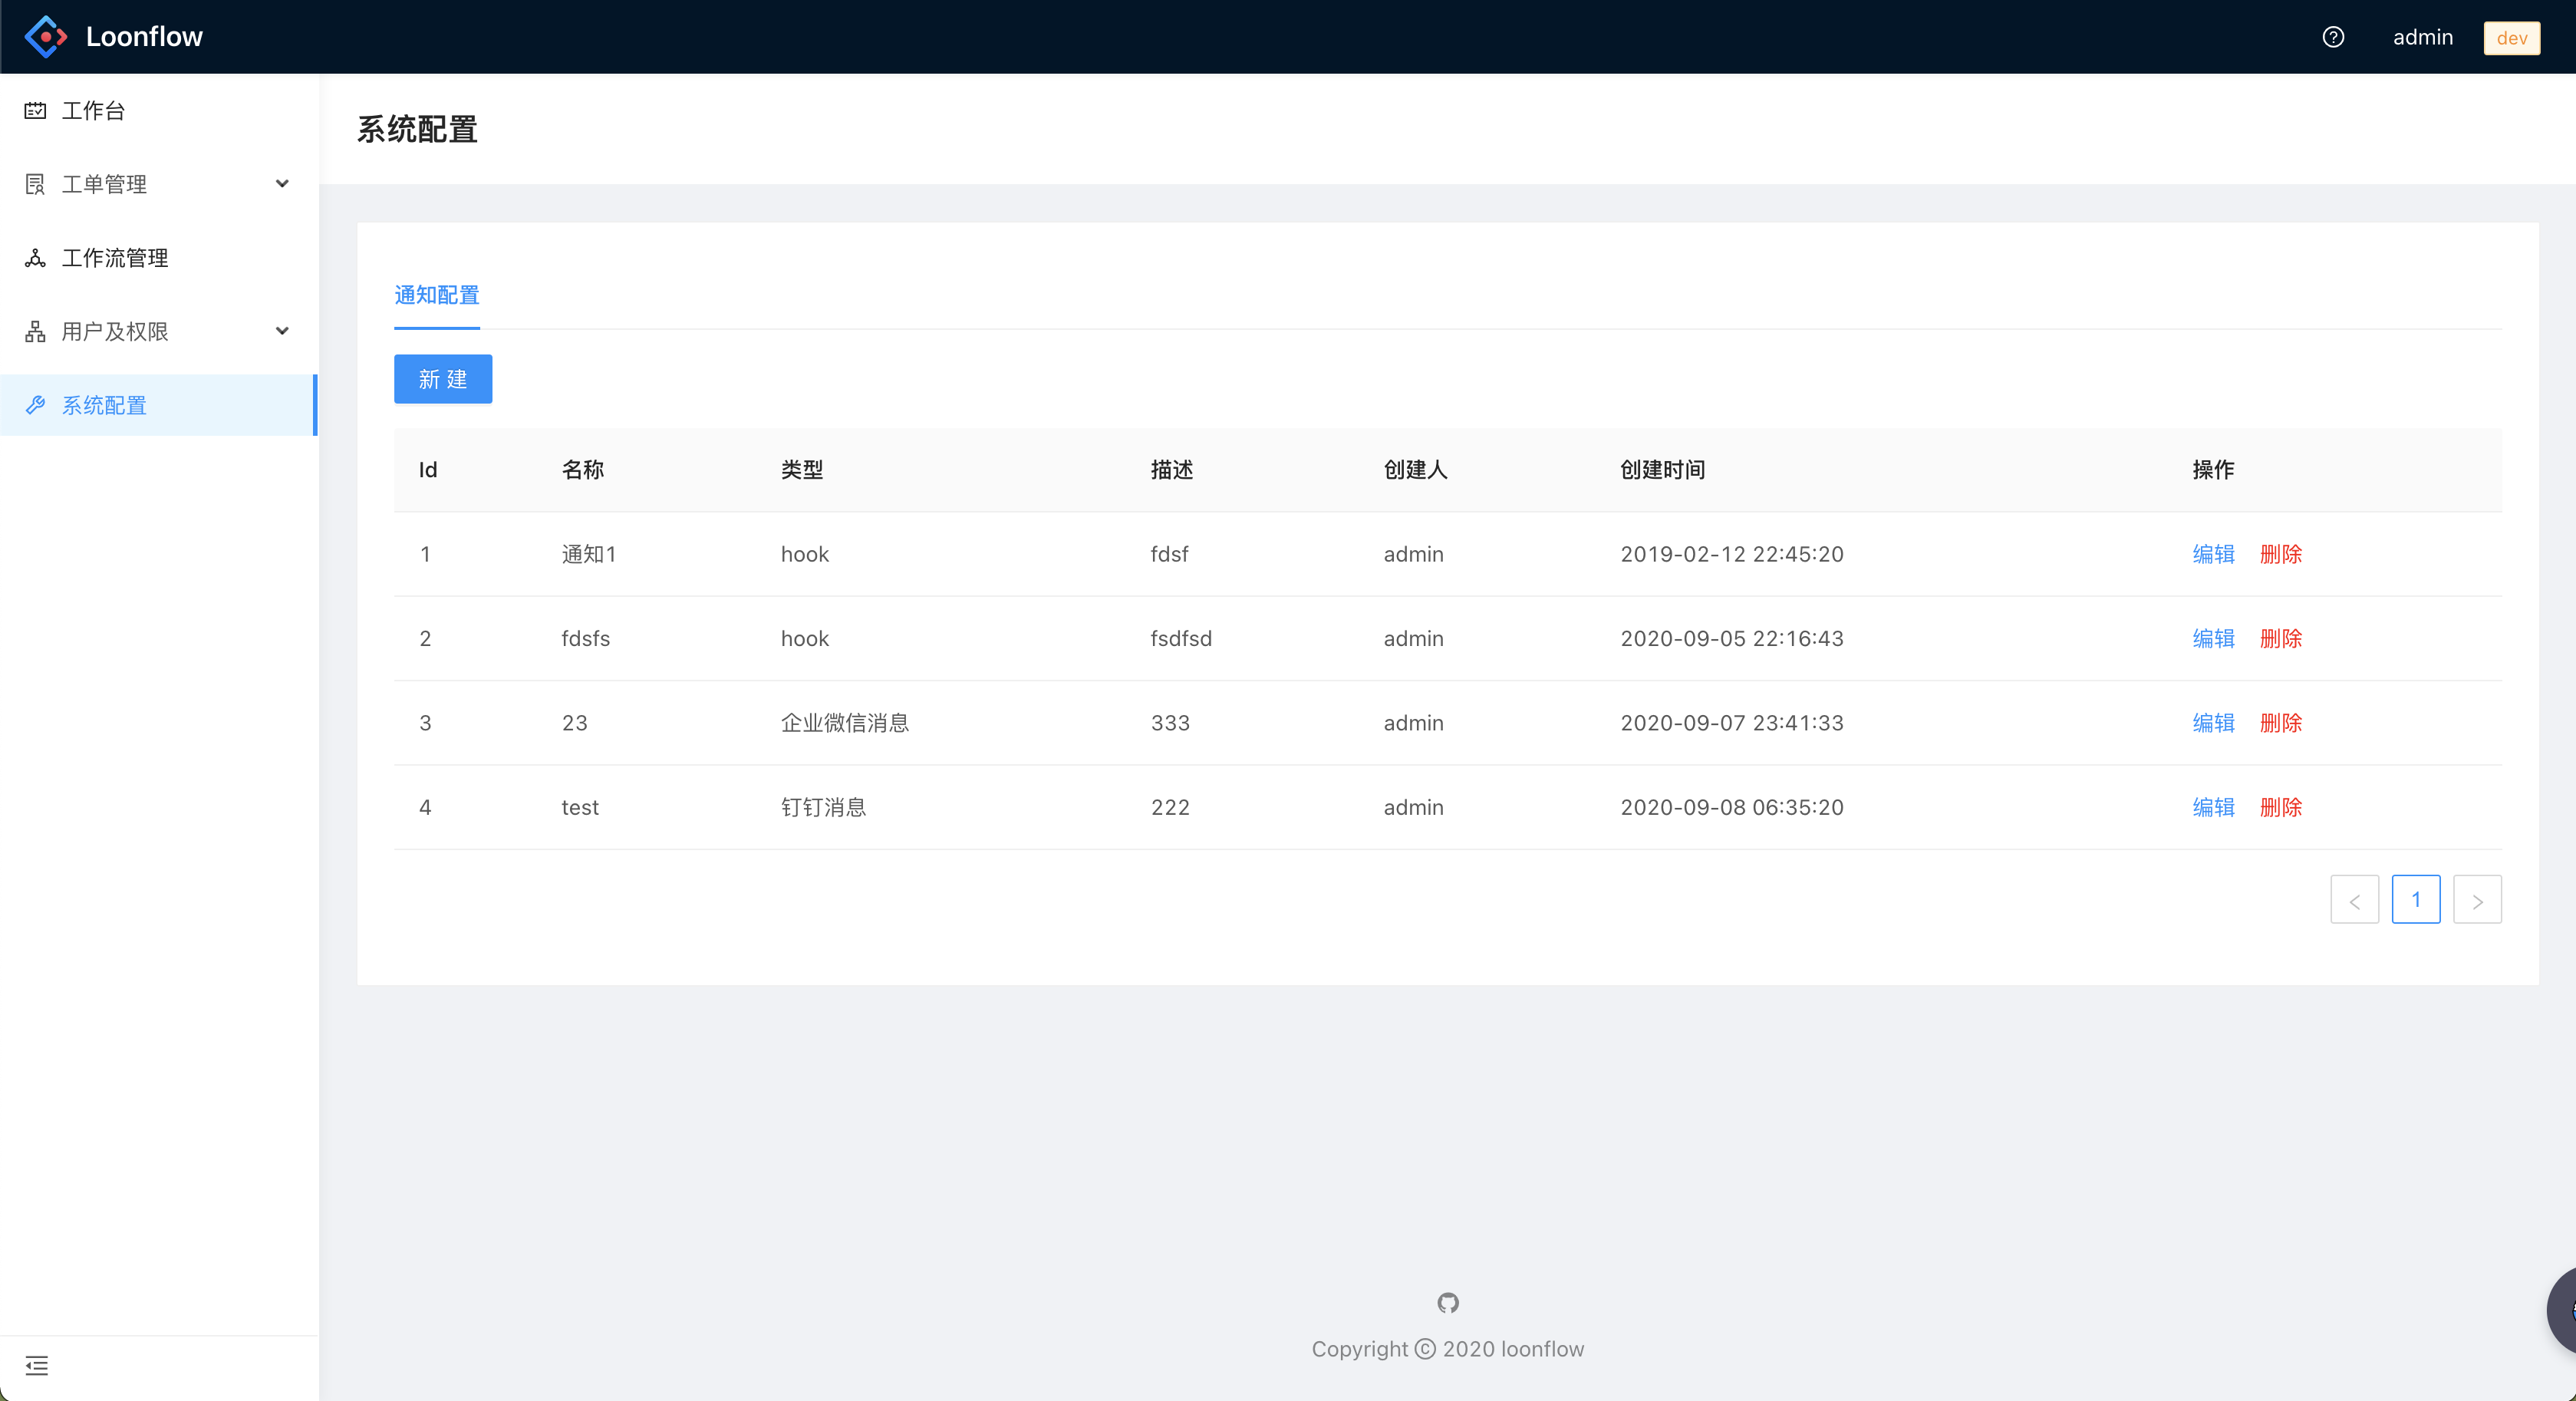 Loonflow
admin
dev
工作台
工单管理
工作流管理
用户及权限
系统配置
系统配置
通知配置
新 建
Id 名称 类型 描述 创建人 创建时间 操作
1 通知1 hook fdsf admin 2019-02-12 22:45:20 编辑 删除
2 fdsfs hook fsdfsd admin 2020-09-05 22:16:43 编辑 删除
3 23 企业微信消息 333 admin 2020-09-07 23:41:33 编辑 删除
4 test 钉钉消息 222 admin 2020-09-08 06:35:20 编辑 删除
< 1 >
Copyright © 2020 loonflow